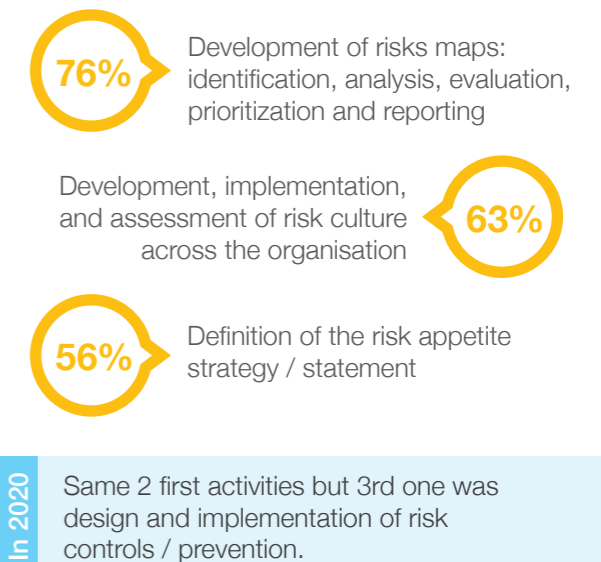 76%
Development of risks maps:
identification, analysis, evaluation,
prioritization and reporting
Development, implementation,
and assessment of risk culture
across the organisation
63%
56%
Definition of the risk appetite
strategy / statement
In 2020
Same 2 first activities but 3rd one was
design and implementation of risk
controls / prevention.